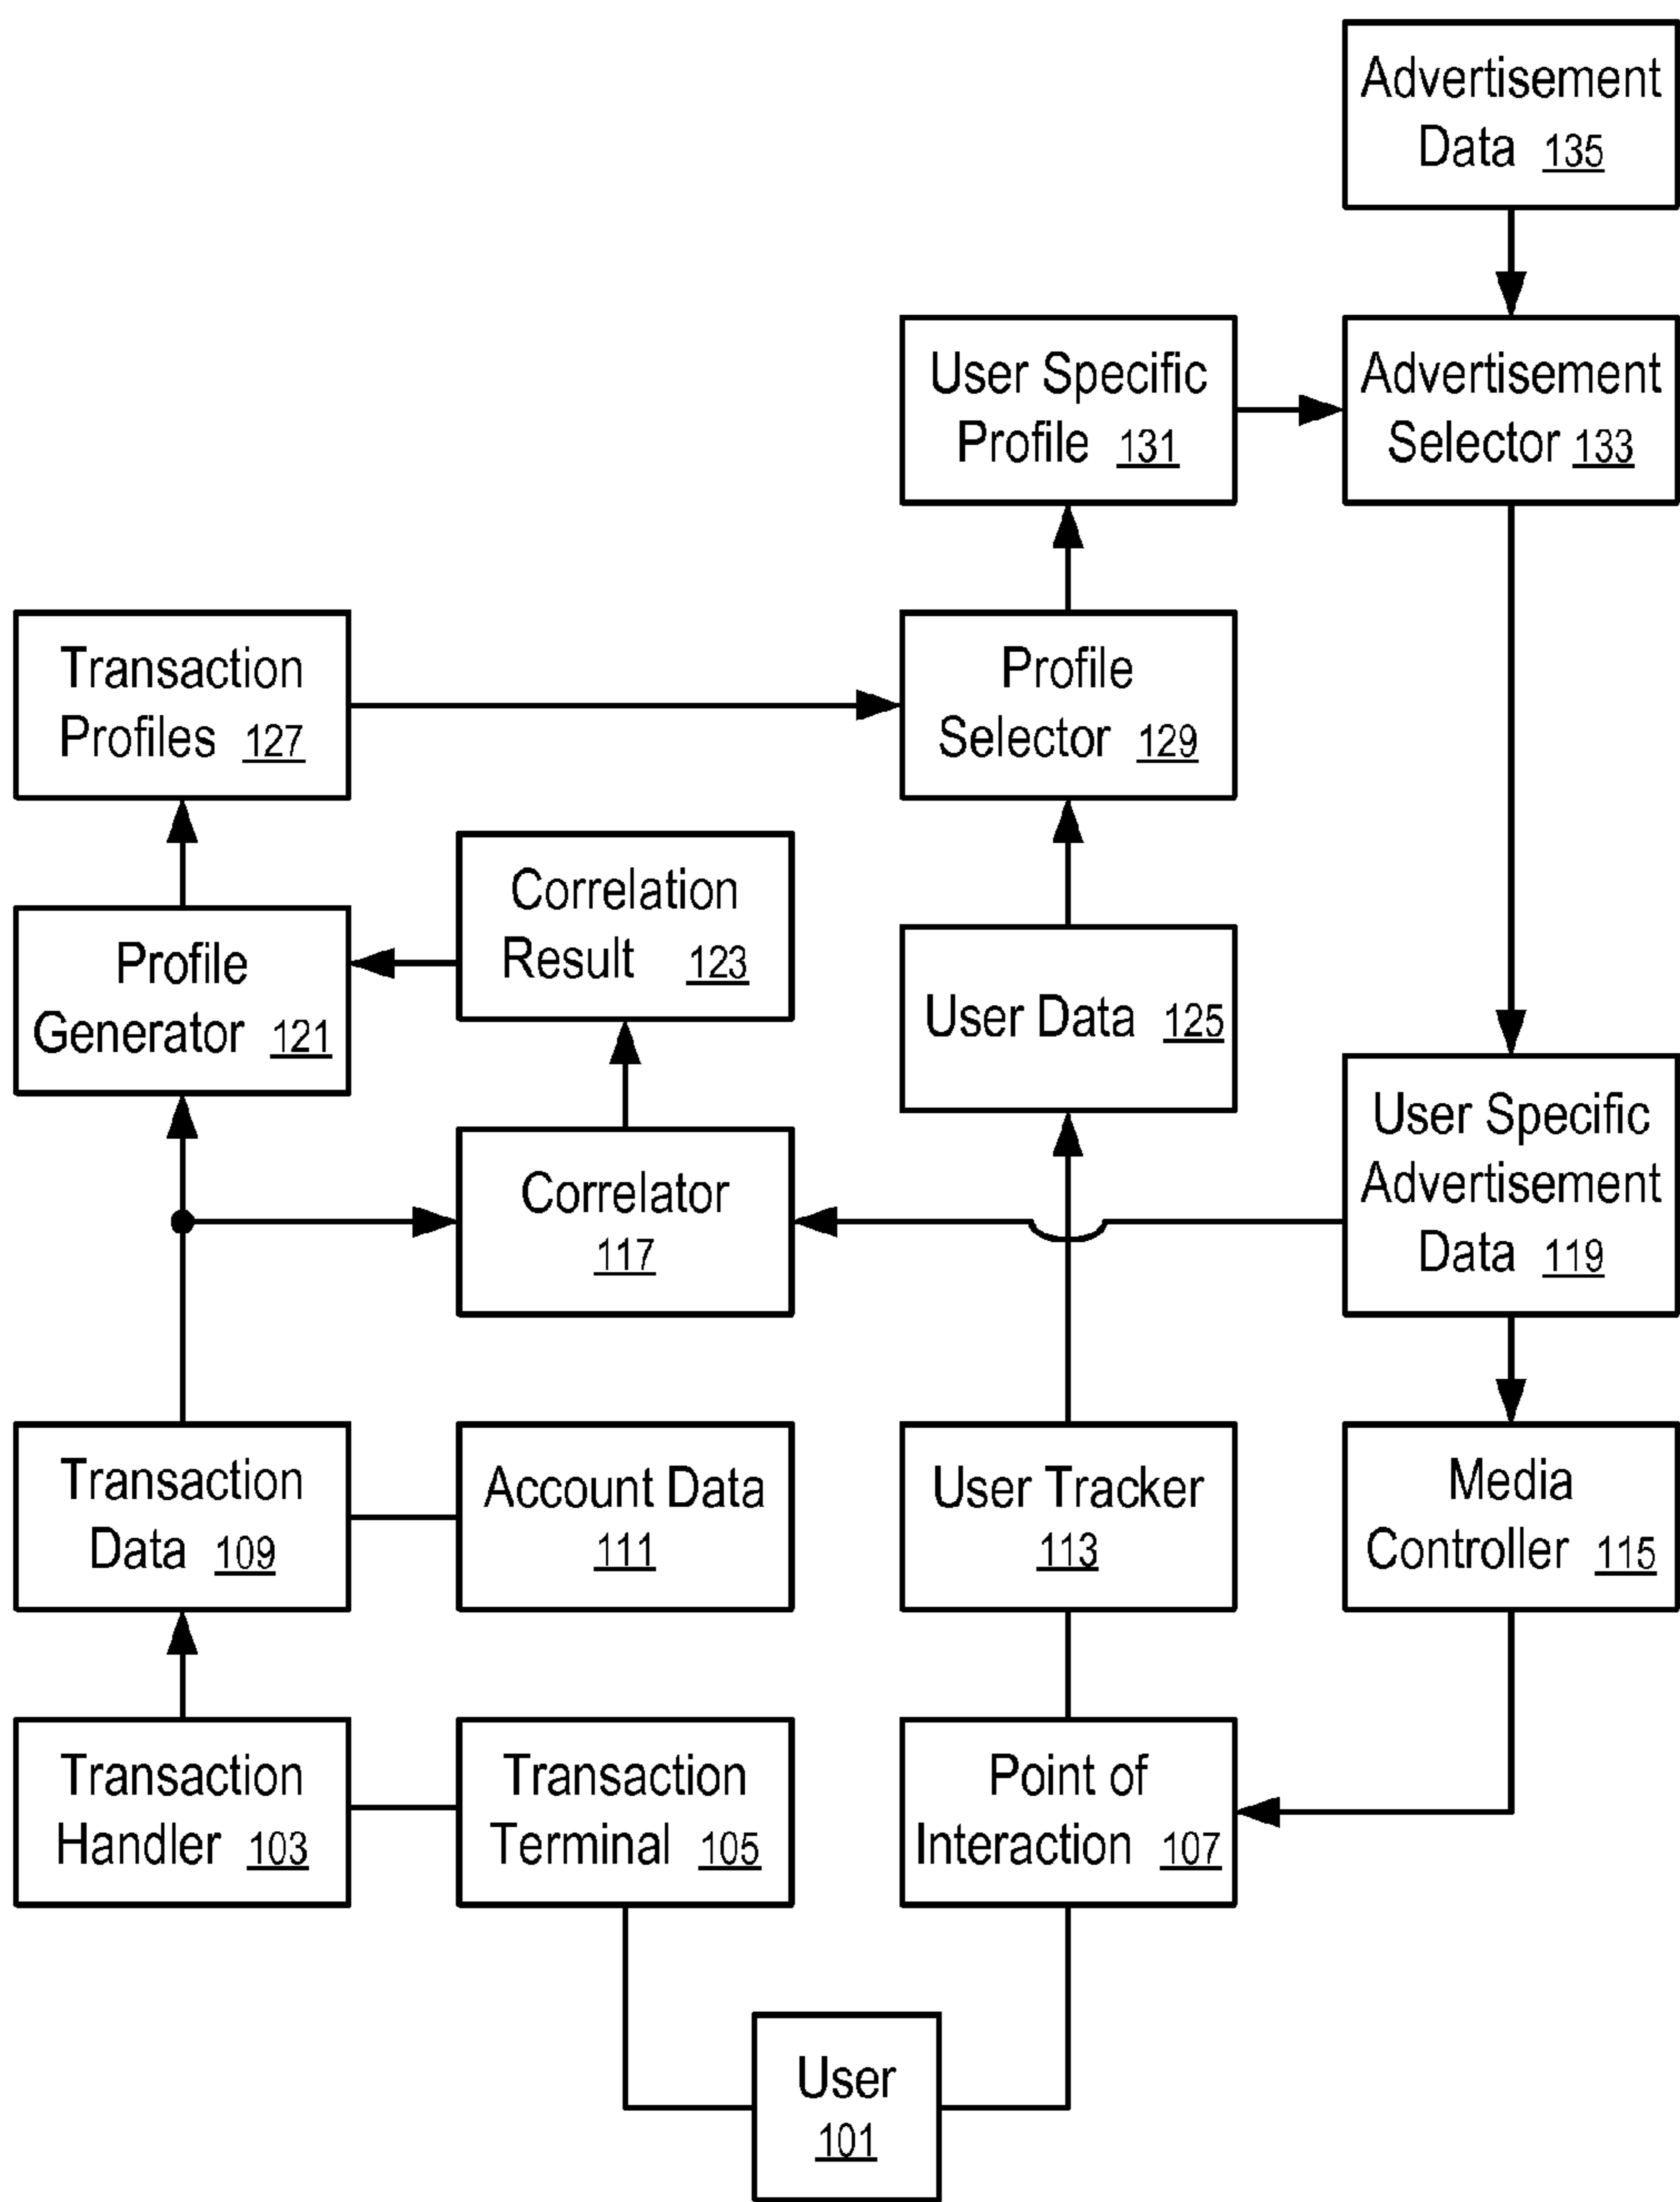 Advertisement
Data 135
User Specific
Profile 131
Advertisement
Selector 133
Transaction
Profiles 127
Profile
Selector 129
Correlation
Result 123
Profile
Generator 121
User Data 125
User Specific
Advertisement
Data 119
Correlator
117
Transaction
Data 109
Account Data
111
User Tracker
113
Media
Controller 115
Transaction
Handler 103
Transaction
Terminal 105
Point of
Interaction 107
User
101